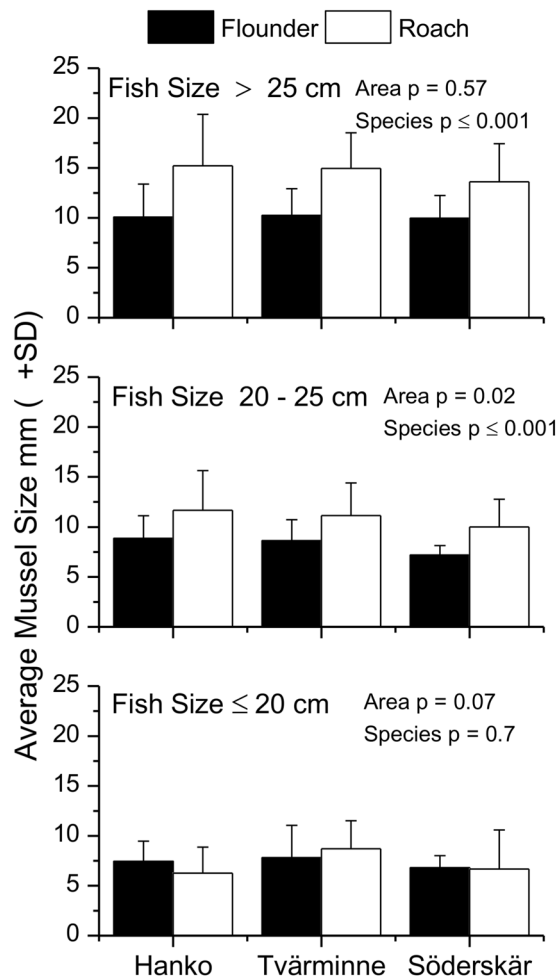 Flounder Roach
Average Mussel Size mm ( +SD)
Fish Size > 25 cm
Area p = 0.57
Species p ≤ 0.001
25
20
15
10
5
0
Fish Size 20 - 25 cm
Area p = 0.02
Species p ≤ 0.001
25
20
15
10
5
0
Fish Size ≤ 20 cm
Area p = 0.07
Species p = 0.7
25
20
15
10
5
0
Hanko Tvärminne Söderskär